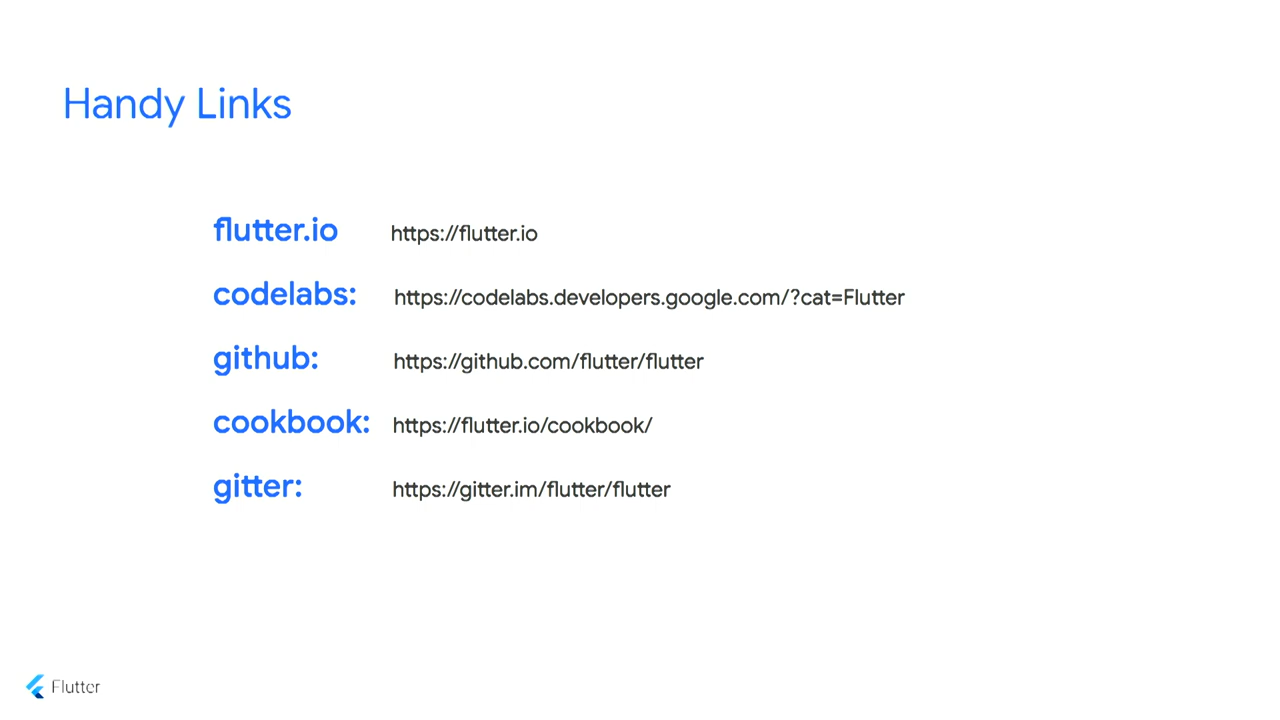 Handy Links
flutter.io https://flutter.io
codelabs: https://codelabs.developers.google.com/?cat=Flutter
github: https://github.com/flutter/flutter
cookbook: https://flutter.io/cookbook/
gitter: https://gitter.im/flutter/flutter
Flutter